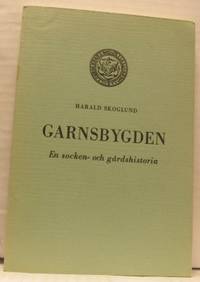 HARALD SKOGLUND
GARNSBYGDEN
En socken- och gårdshistoria